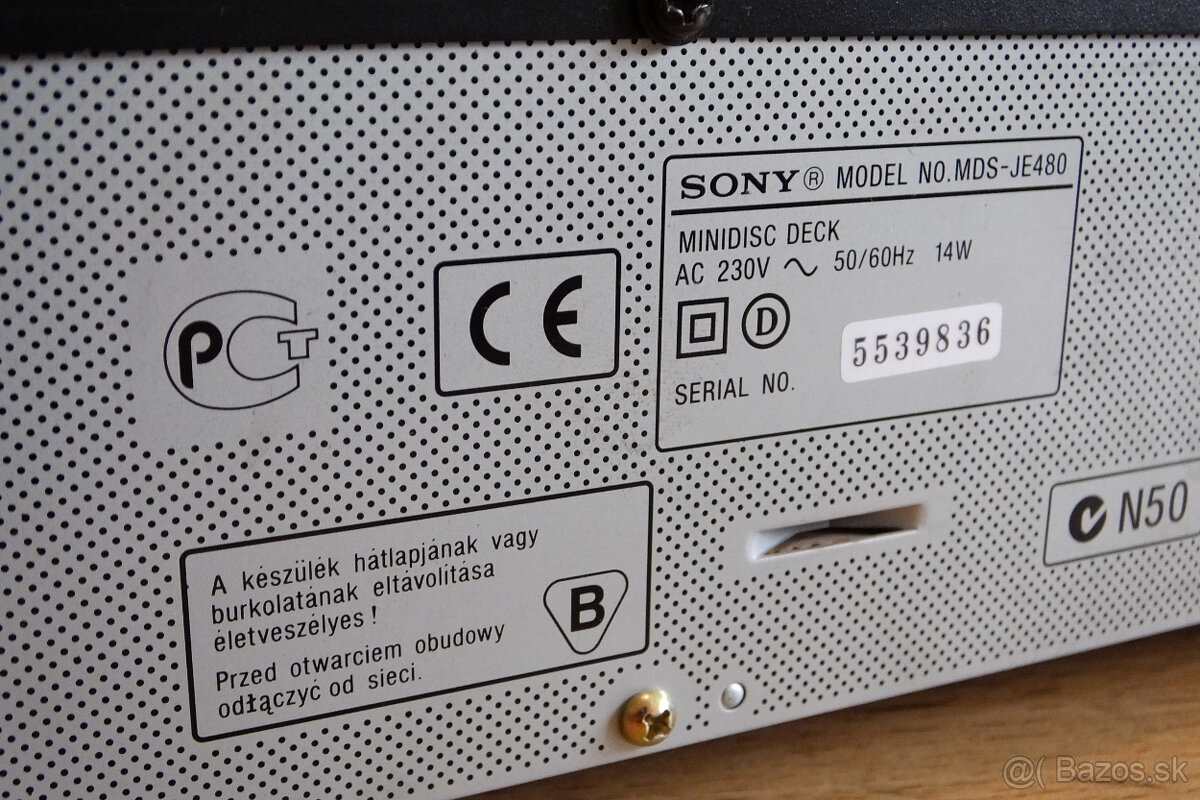 SONY® MODEL NO.MDS-JE480
MINIDISC DECK
AC 230V ~ 50/60Hz 14W
D
5539836
SERIAL NO.
PCT
CE
N50
A készülék hátlapjának vagy
burkolatának eltávolítása
életveszélyes!
Przed otwarciem obudowy
odłączyć od sieci.
B
@( Bazos.sk